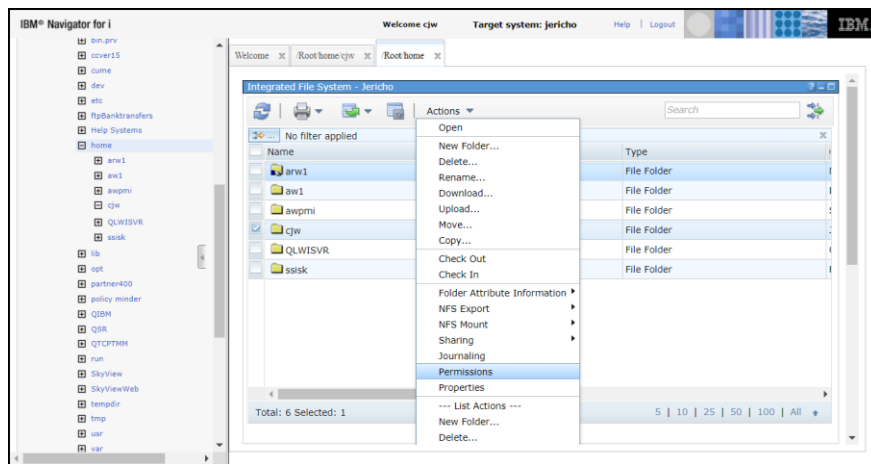 IBM® Navigator for i
Welcome cjw
Target system: jericho
Help | Logout
IBM.
bin.prv
ccver15
cume
dev
etc
ftpBanktransfers
Help Systems
home
arw1
aw1
awpmi
cjw
QLWISVR
ssisk
lib
opt
partner400
policy minder
QIBM
QSR
QTCPTMM
run
SkyView
SkyViewWeb
tempdir
tmp
usr
var
Welcome x /Root/home/cjw x /Root/home x
Integrated File System - Jericho
Actions
Search
No filter applied
Name
Type
arw1 File Folder
aw1 File Folder
awpmi File Folder
cjw File Folder
QLWISVR File Folder
ssisk File Folder
Open
New Folder...
Delete...
Rename...
Download...
Upload...
Move...
Copy...
Check Out
Check In
Folder Attribute Information
NFS Export
NFS Mount
Sharing
Journaling
Permissions
Properties
--- List Actions ---
New Folder...
Delete...
Total: 6 Selected: 1
5 | 10 | 25 | 50 | 100 | All